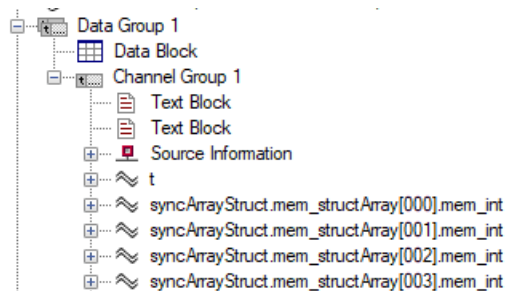 Data Group 1
Data Block
Channel Group 1
Text Block
Text Block
Source Information
t
syncArrayStruct.mem_structArray[000].mem_int
syncArrayStruct.mem_structArray[001].mem_int
syncArrayStruct.mem_structArray[002].mem_int
syncArrayStruct.mem_structArray[003].mem_int